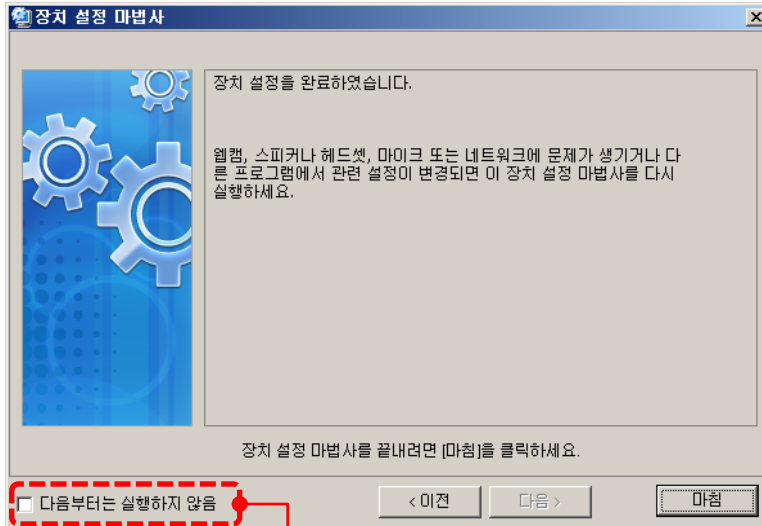 장치 설정 마법사
장치 설정을 완료하였습니다.
웹캠, 스피커나 헤드셋, 마이크 또는 네트워크에 문제가 생기거나 다
른 프로그램에서 관련 설정이 변경되면 이 장치 설정 마법사를 다시
실행하세요.
장치 설정 마법사를 끝내려면 [마침]을 클릭하세요.
다음부터는 실행하지 않음
< 이전
다음 >
마침